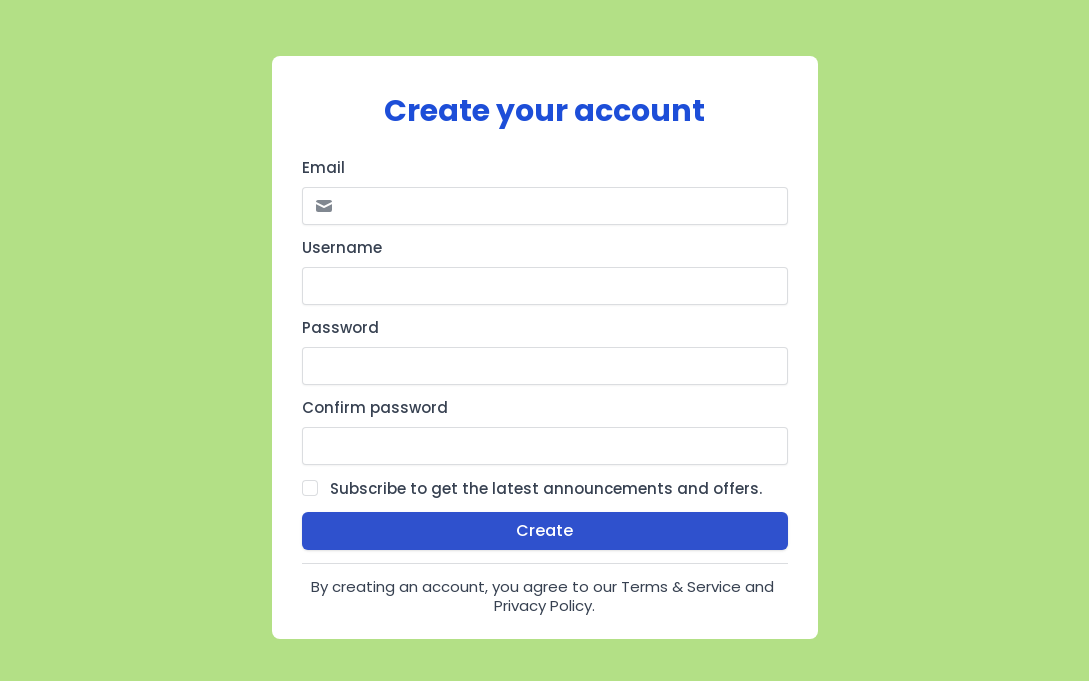 Create your account
Email
Username
Password
Confirm password
Subscribe to get the latest announcements and offers.
Create
By creating an account, you agree to our Terms & Service and
Privacy Policy.